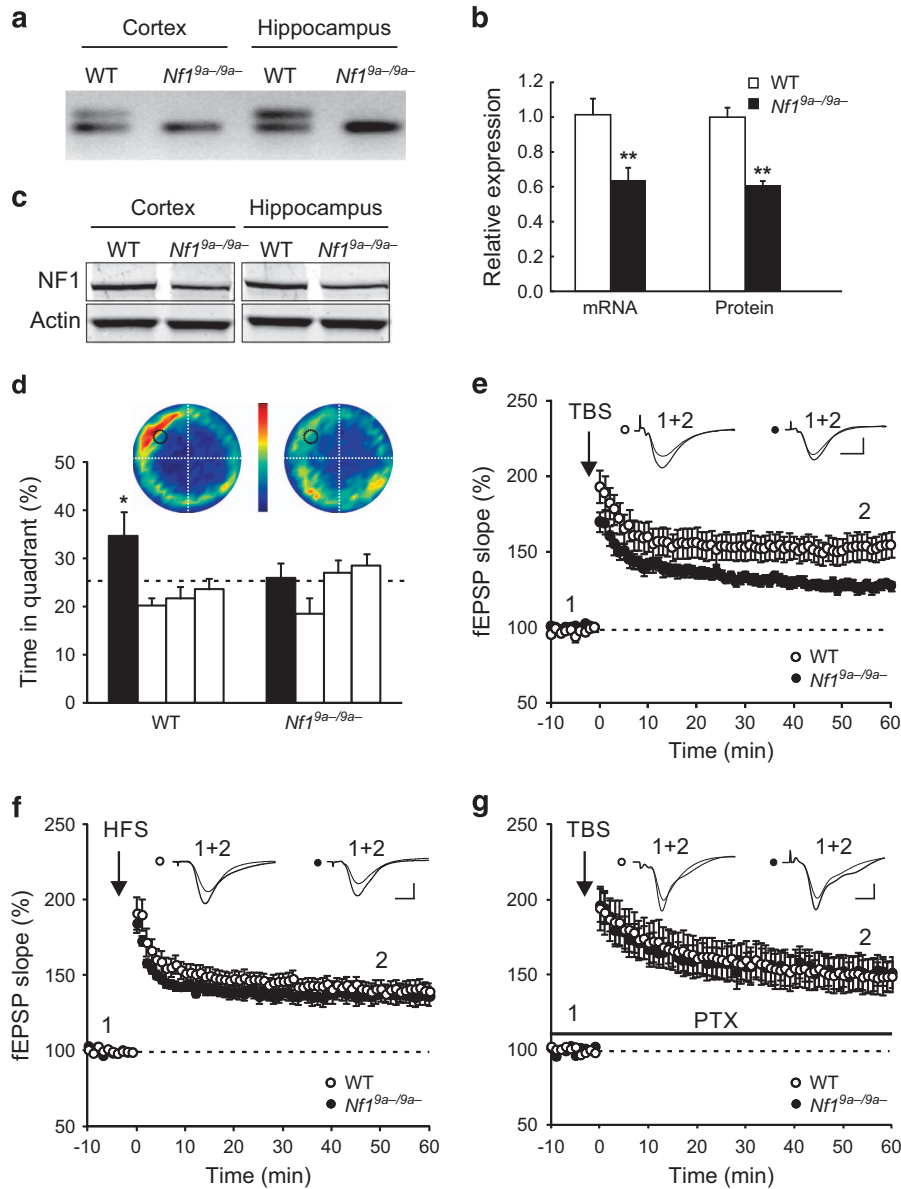 a
Cortex Hippocampus
WT Nf1^9a–/9a– WT Nf1^9a–/9a–
b
WT
Nf1^9a–/9a–
Relative expression
1.2
1.0
0.8
0.6
0.4
0.2
0.0
** **
mRNA Protein
c
Cortex Hippocampus
WT Nf1^9a–/9a– WT Nf1^9a–/9a–
NF1
Actin
d
Time in quadrant (%)
50
40
30
20
10
0
*
WT Nf1^9a–/9a–
e
fEPSP slope (%)
250
200
150
100
50
TBS
1+2 1+2
1
2
WT
Nf1^9a–/9a–
-10 0 10 20 30 40 50 60
Time (min)
f
fEPSP slope (%)
250
200
150
100
50
HFS
1+2 1+2
1
2
WT
Nf1^9a–/9a–
-10 0 10 20 30 40 50 60
Time (min)
g
fEPSP slope (%)
250
200
150
100
50
TBS
1+2 1+2
1
2
PTX
WT
Nf1^9a–/9a–
-10 0 10 20 30 40 50 60
Time (min)